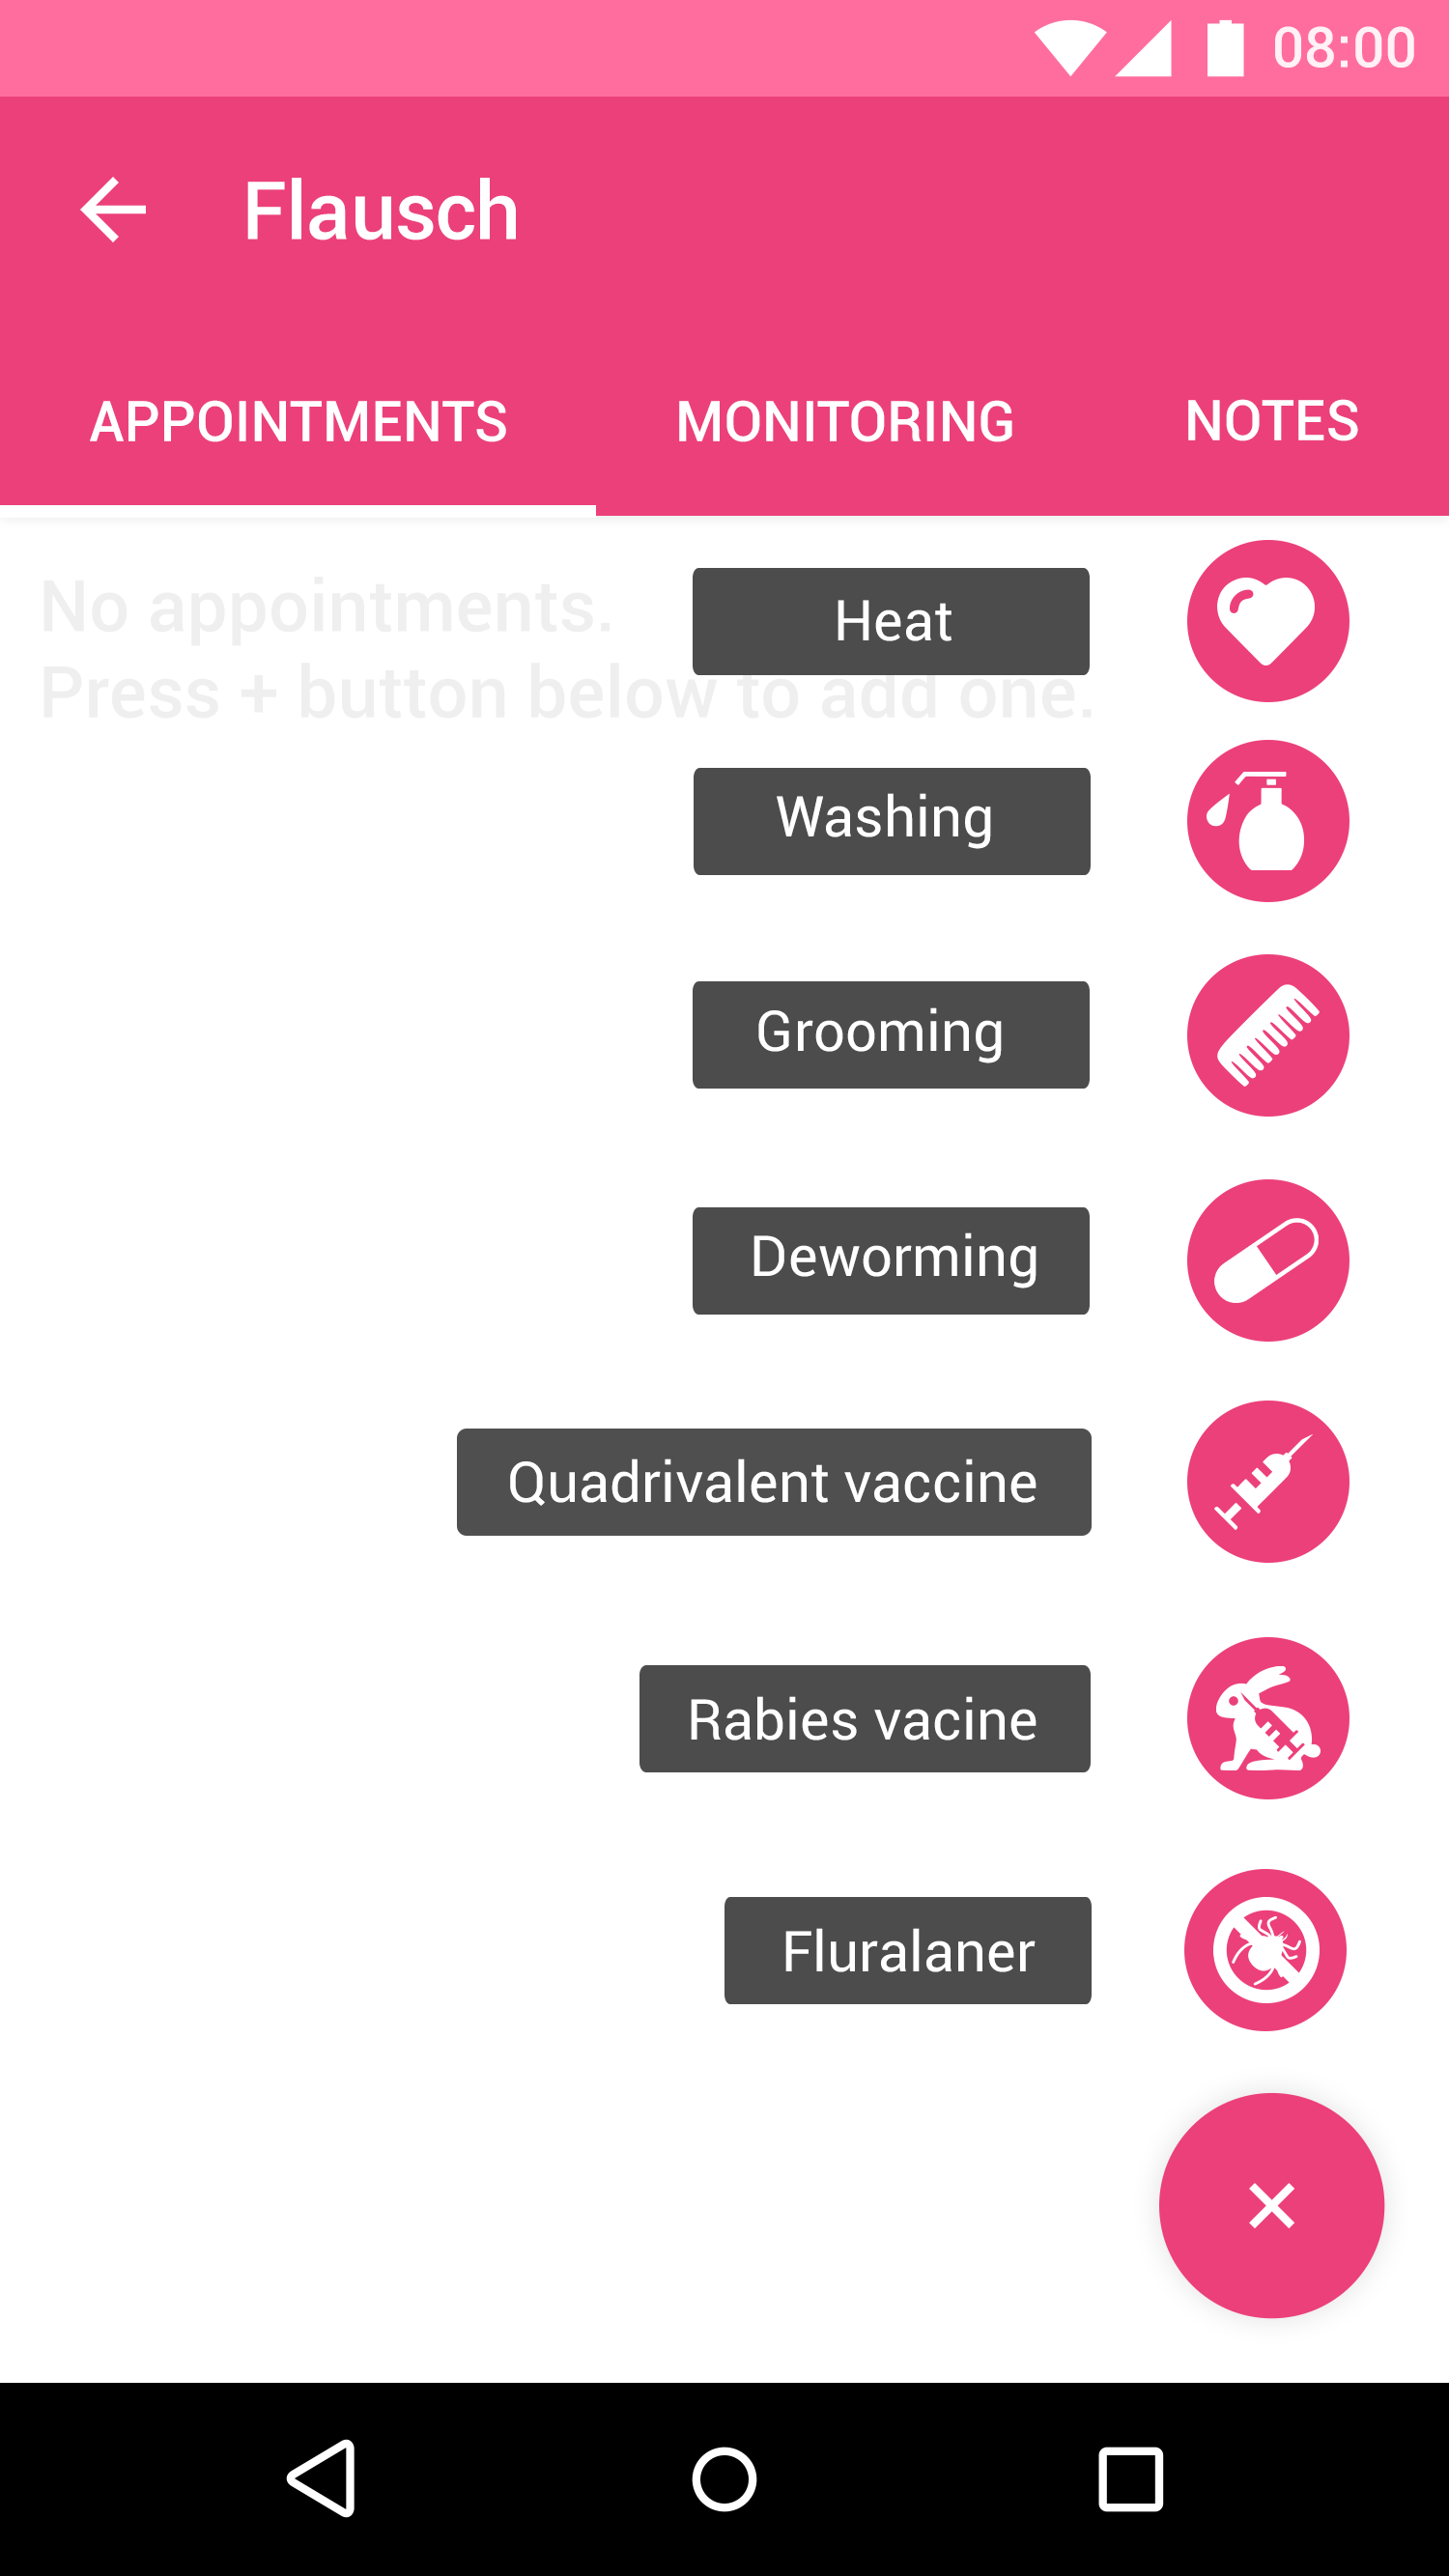 08:00
Flausch
APPOINTMENTS MONITORING NOTES
No appointments.
Press + button below to add one.
Heat
Washing
Grooming
Deworming
Quadrivalent vaccine
Rabies vacine
Fluralaner